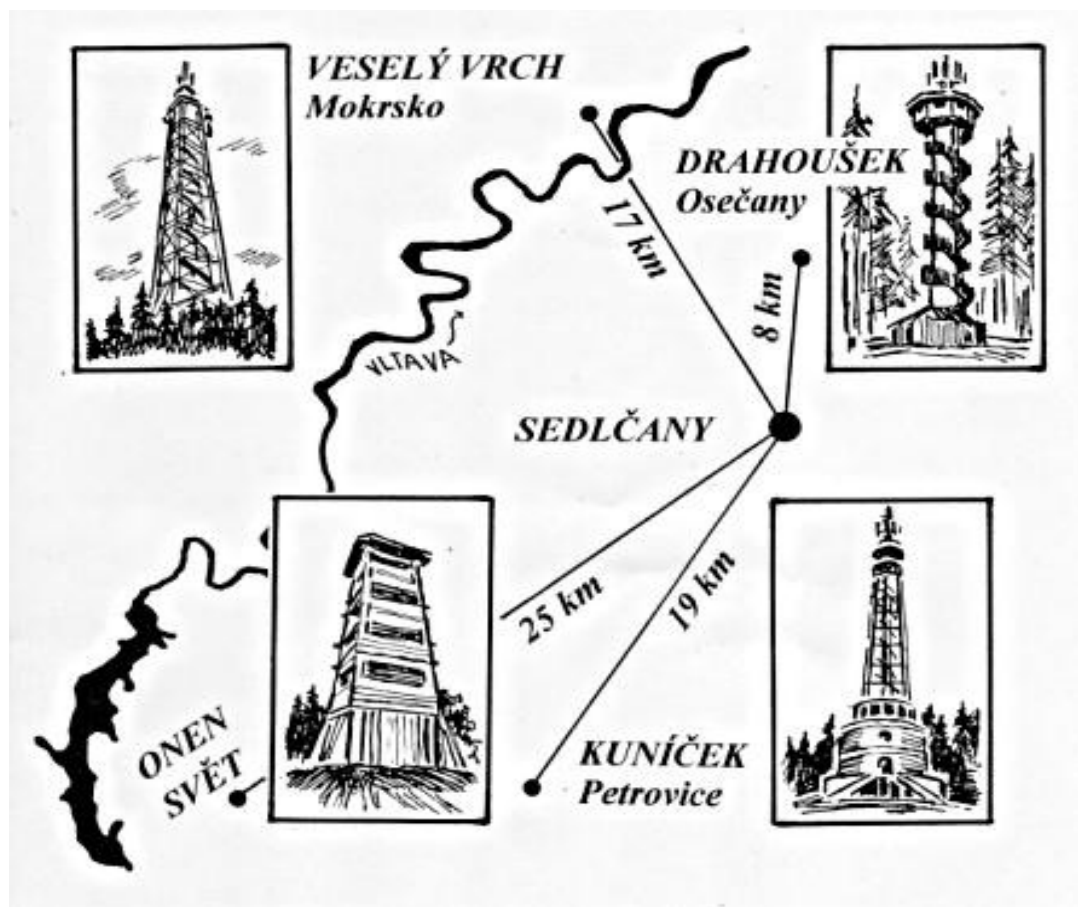 VESELÝ VRCH
Mokrsko
DRAHOUŠEK
Osečany
17 km
8 km
VLTAVA
SEDLČANY
25 km
19 km
ONEN
SVĚT
KUNÍČEK
Petrovice